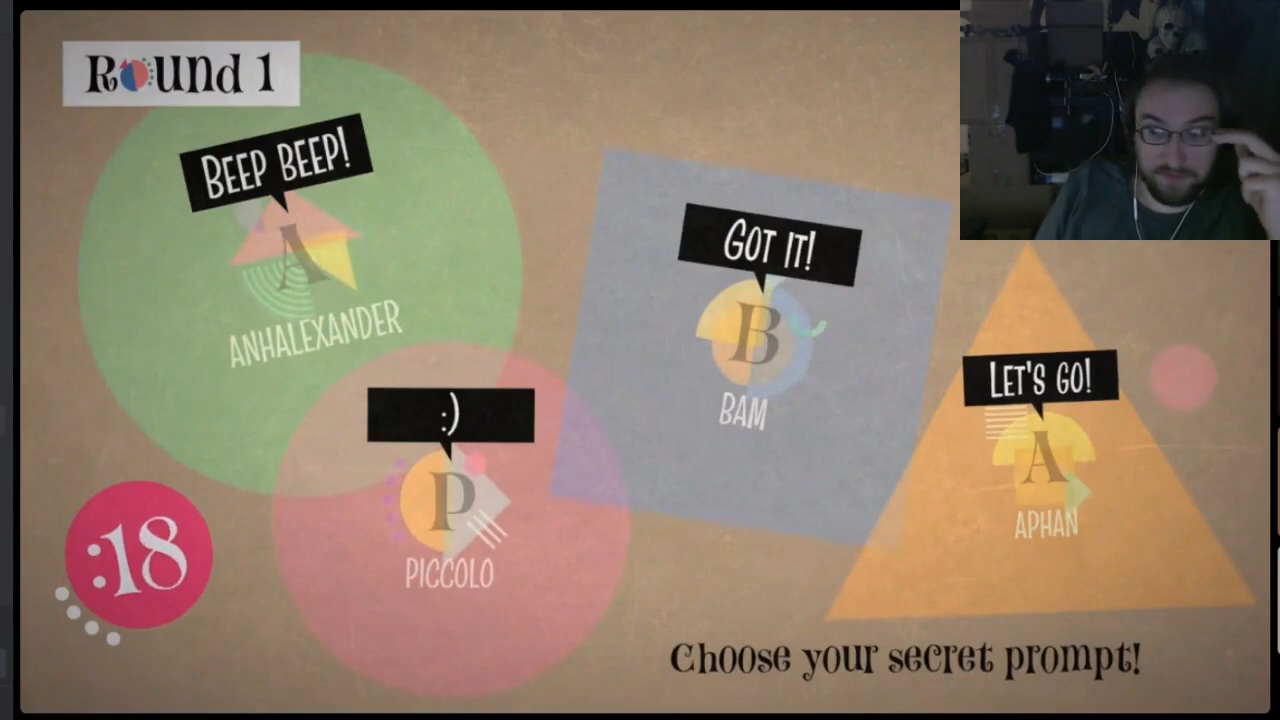 Round 1
BEEP BEEP!
A
ANHALEXANDER
GOT IT!
B
BAM
LET'S GO!
A
APHAN
:)
P
PICCOLO
:18
Choose your secret prompt!